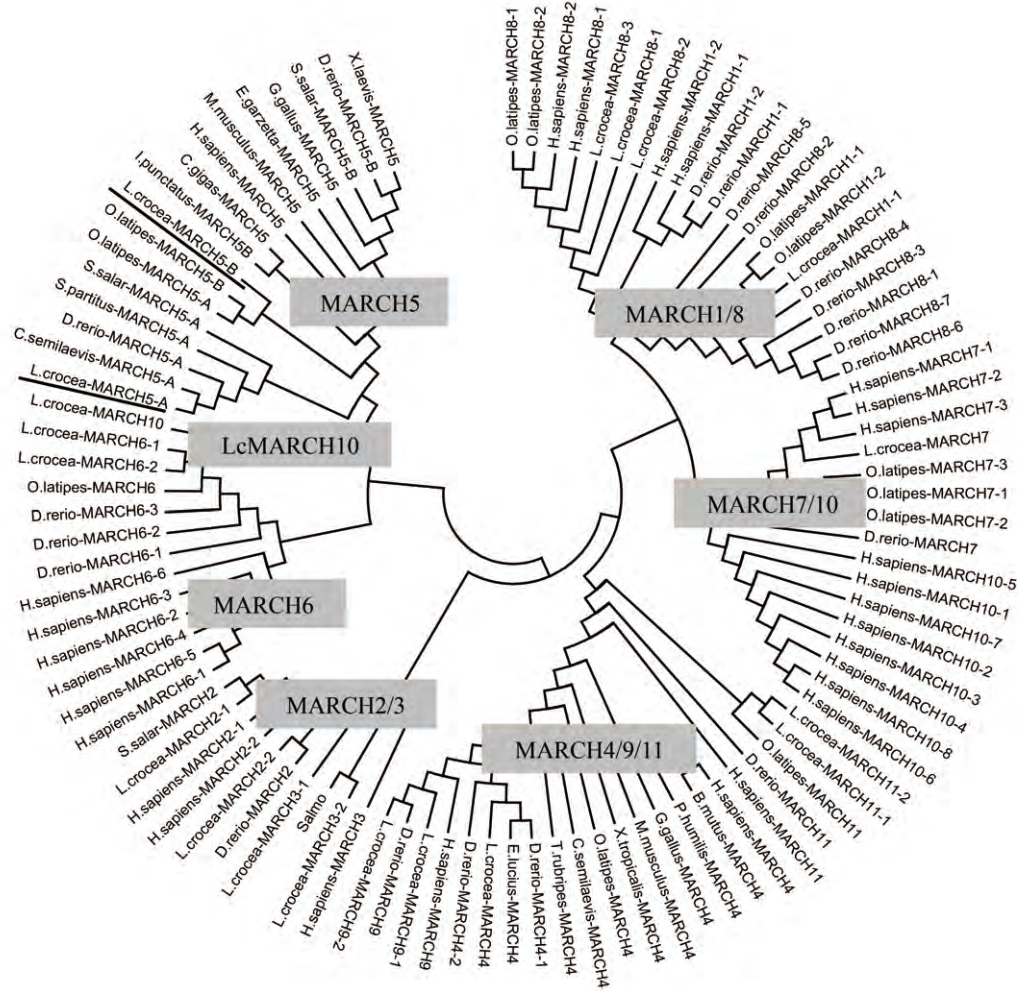 O.latipes-MARCH8-1
O.latipes-MARCH8-2
H.sapiens-MARCH8-2
H.sapiens-MARCH8-1
L.crocea-MARCH8-3
L.crocea-MARCH8-1
L.crocea-MARCH8-2
H.sapiens-MARCH1-2
H.sapiens-MARCH1-1
D.rerio-MARCH1-2
D.rerio-MARCH1-1
D.rerio-MARCH8-5
D.rerio-MARCH8-2
O.latipes-MARCH1-1
O.latipes-MARCH1-2
L.crocea-MARCH1-1
D.rerio-MARCH8-4
D.rerio-MARCH8-3
D.rerio-MARCH8-1
D.rerio-MARCH8-7
D.rerio-MARCH8-6
H.sapiens-MARCH7-1
H.sapiens-MARCH7-2
H.sapiens-MARCH7-3
L.crocea-MARCH7
O.latipes-MARCH7-3
O.latipes-MARCH7-1
O.latipes-MARCH7-2
D.rerio-MARCH7
H.sapiens-MARCH10-5
H.sapiens-MARCH10-1
H.sapiens-MARCH10-7
H.sapiens-MARCH10-2
H.sapiens-MARCH10-3
H.sapiens-MARCH10-4
H.sapiens-MARCH10-8
H.sapiens-MARCH10-6
L.crocea-MARCH11-2
L.crocea-MARCH11-1
O.latipes-MARCH11
D.rerio-MARCH11
H.sapiens-MARCH11
H.sapiens-MARCH4
B.mutus-MARCH4
P.humilis-MARCH4
G.gallus-MARCH4
M.musculus-MARCH4
X.tropicalis-MARCH4
O.latipes-MARCH4
C.semilaevis-MARCH4
T.rubripes-MARCH4
D.rerio-MARCH4-1
E.lucius-MARCH4
L.crocea-MARCH4
D.rerio-MARCH4-2
H.sapiens-MARCH9
L.crocea-MARCH9-1
D.rerio-MARCH9
L.crocea-MARCH9-2
H.sapiens-MARCH3
L.crocea-MARCH3-2
Salmo
L.crocea-MARCH3-1
D.rerio-MARCH2
L.crocea-MARCH2-2
H.sapiens-MARCH2-2
H.sapiens-MARCH2-1
L.crocea-MARCH2-1
S.salar-MARCH2
H.sapiens-MARCH6-1
H.sapiens-MARCH6-5
H.sapiens-MARCH6-4
H.sapiens-MARCH6-2
H.sapiens-MARCH6-3
H.sapiens-MARCH6-6
D.rerio-MARCH6-1
D.rerio-MARCH6-2
D.rerio-MARCH6-3
O.latipes-MARCH6
L.crocea-MARCH6-2
L.crocea-MARCH6-1
L.crocea-MARCH10
L.crocea-MARCH5-A
C.semilaevis-MARCH5-A
D.rerio-MARCH5-A
S.partitus-MARCH5-A
S.salar-MARCH5-A
O.latipes-MARCH5-A
O.latipes-MARCH5-B
L.crocea-MARCH5-B
I.punctatus-MARCH5B
C.gigas-MARCH5
H.sapiens-MARCH5
M.musculus-MARCH5
E.garzetta-MARCH5
G.gallus-MARCH5
S.salar-MARCH5-B
D.rerio-MARCH5-B
X.laevis-MARCH5
MARCH5
MARCH1/8
LcMARCH10
MARCH7/10
MARCH6
MARCH2/3
MARCH4/9/11